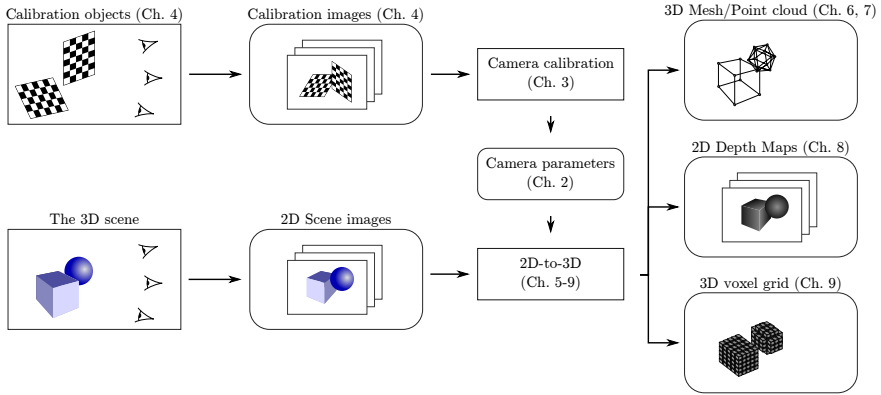 Calibration objects (Ch. 4)
Calibration images (Ch. 4)
3D Mesh/Point cloud (Ch. 6, 7)
Camera calibration
(Ch. 3)
Camera parameters
(Ch. 2)
2D Depth Maps (Ch. 8)
The 3D scene
2D Scene images
2D-to-3D
(Ch. 5-9)
3D voxel grid (Ch. 9)